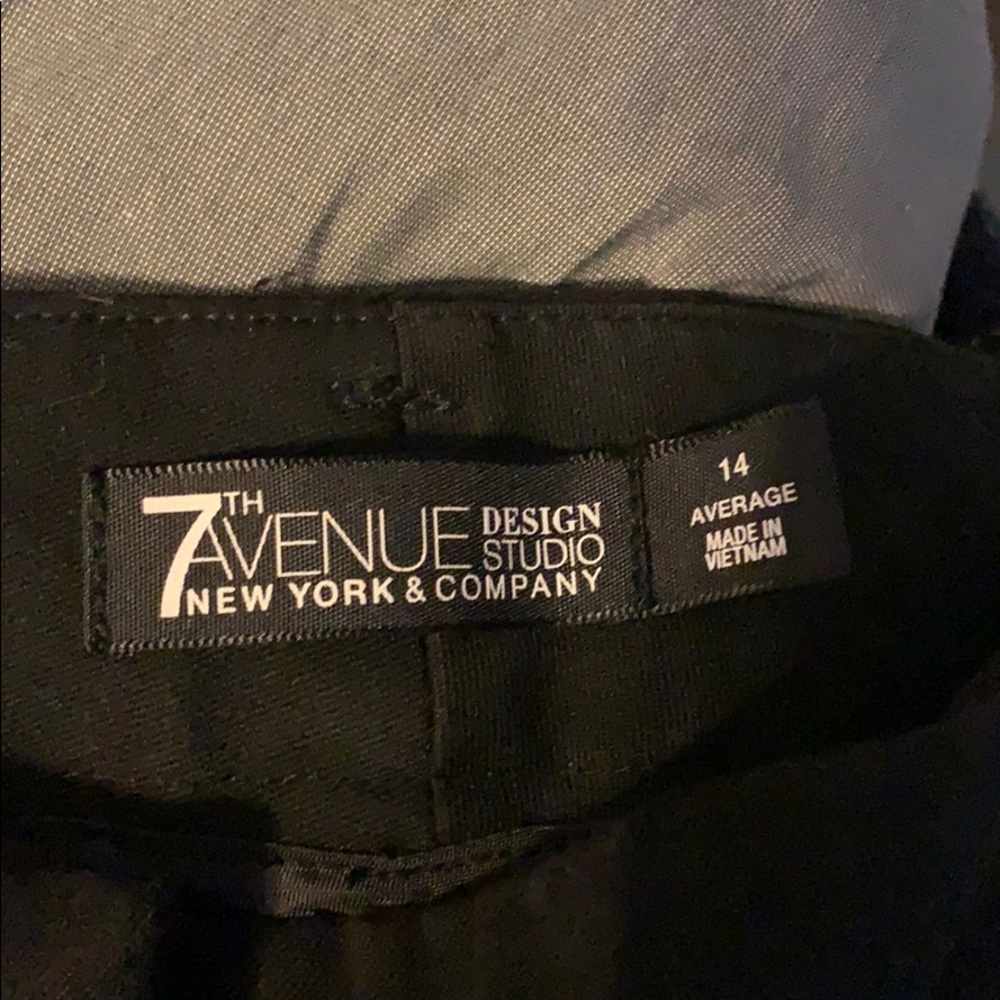 7TH AVENUE DESIGN STUDIO
NEW YORK & COMPANY
14
AVERAGE
MADE IN
VIETNAM